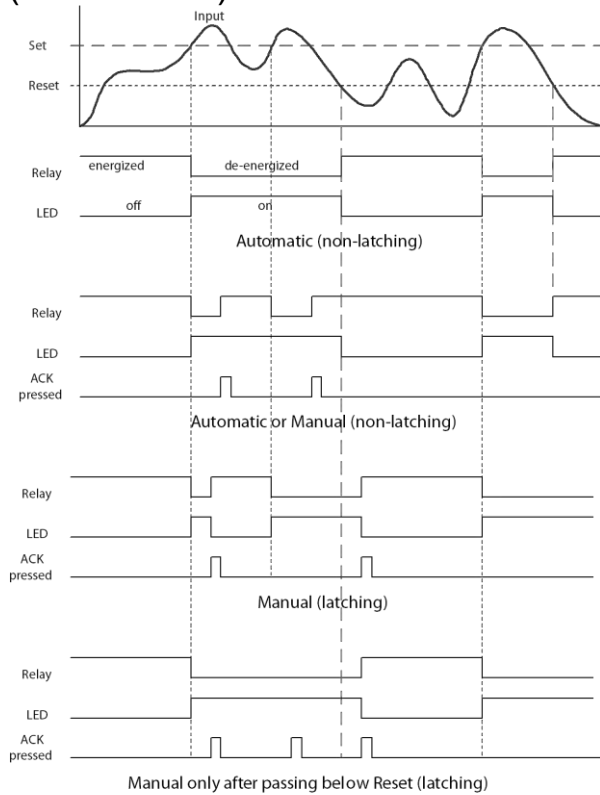 Input
Set
Reset
energized de-energized
Relay
off on
LED
Automatic (non-latching)
Relay
LED
ACK
pressed
Automatic or Manual (non-latching)
Relay
LED
ACK
pressed
Manual (latching)
Relay
LED
ACK
pressed
Manual only after passing below Reset (latching)